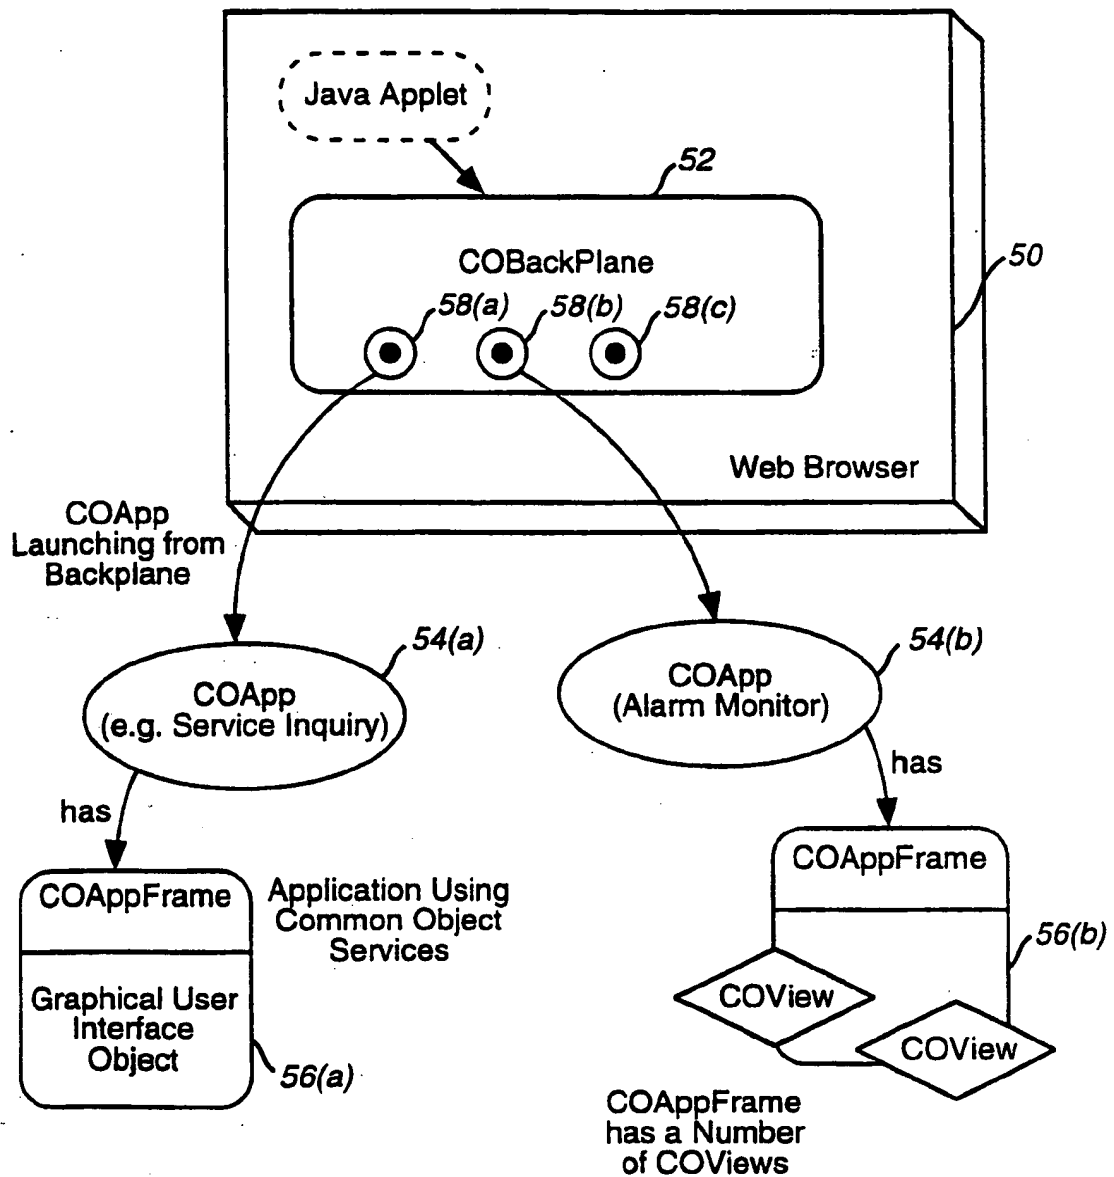 Java Applet
52
COBackPlane
50
58(a)
58(b)
58(c)
Web Browser
COApp
Launching from
Backplane
54(a)
54(b)
COApp
(e.g. Service Inquiry)
COApp
(Alarm Monitor)
has
has
COAppFrame
COAppFrame
Application Using
Common Object
Services
56(b)
Graphical User
Interface
Object
COView
COView
56(a)
COAppFrame
has a Number
of COViews